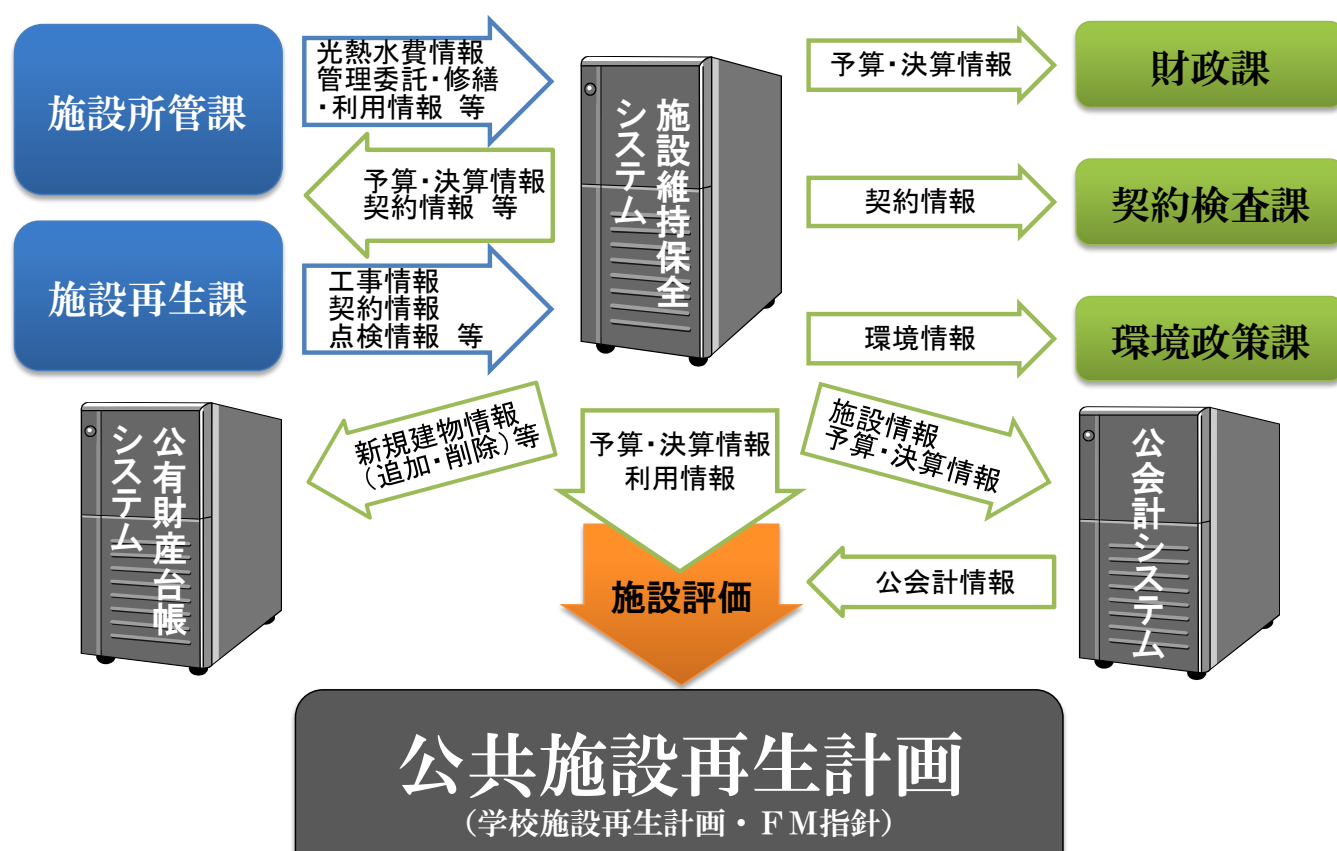 施設所管課
光熱水費情報
管理委託・修繕
・利用情報 等
施設維持保全
システム
予算・決算情報
財政課
予算・決算情報
契約情報 等
契約情報
契約検査課
施設再生課
工事情報
契約情報
点検情報 等
環境情報
環境政策課
公有財産台帳
システム
新規建物情報
(追加・削除)等
予算・決算情報
利用情報
施設情報
予算・決算情報
公会計システム
施設評価
公会計情報
公共施設再生計画
(学校施設再生計画・FM指針)